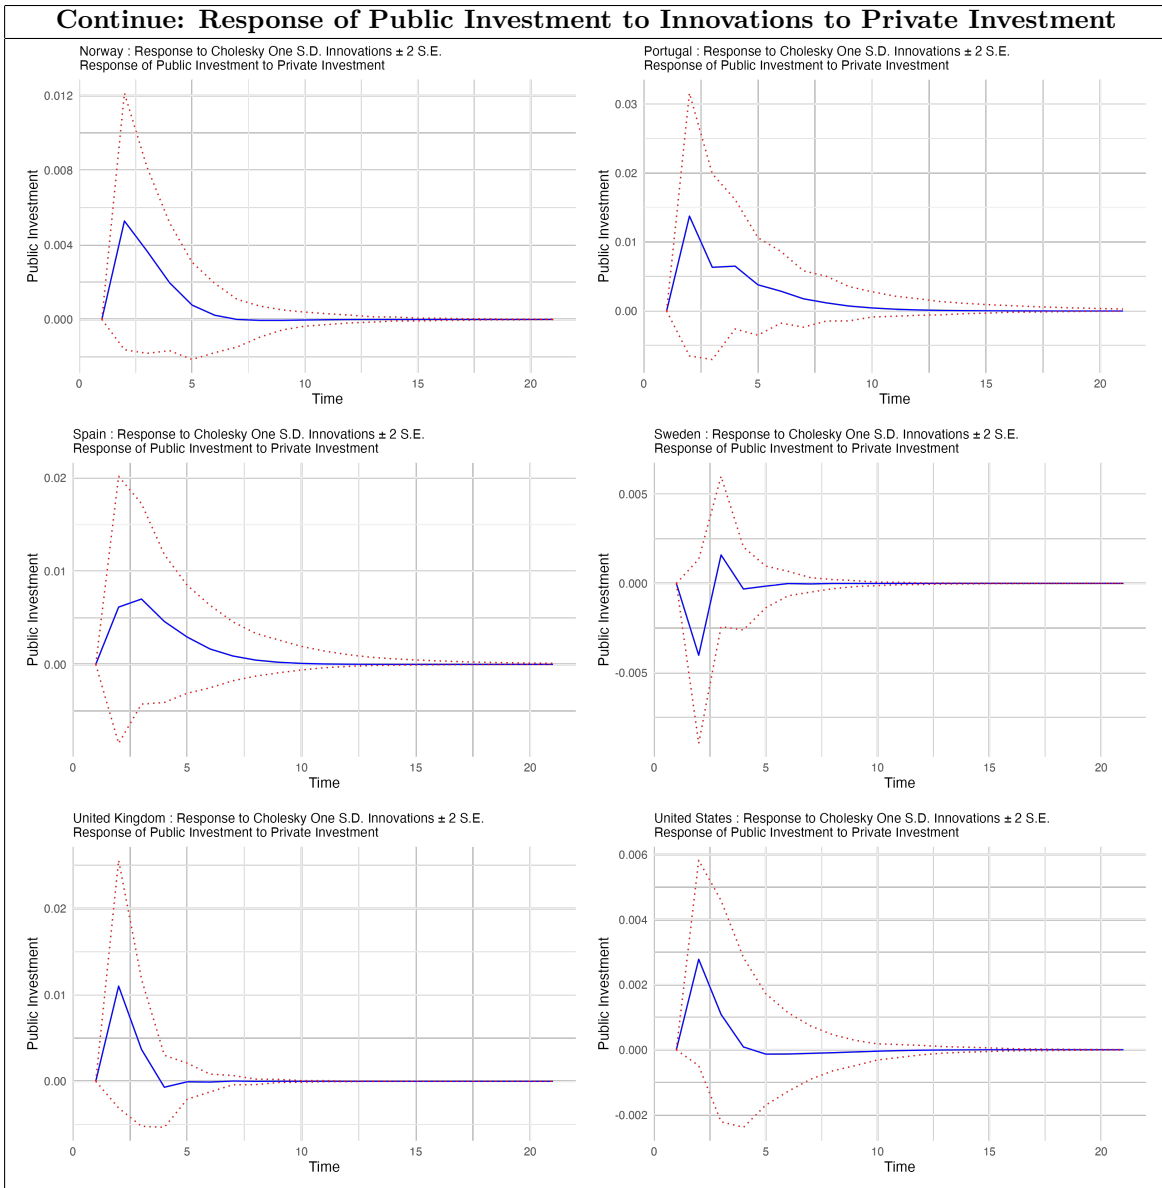 Continue: Response of Public Investment to Innovations to Private Investment
Norway : Response to Cholesky One S.D. Innovations ± 2 S.E.
Response of Public Investment to Private Investment
0.012
0.008
0.004
0.000
Public Investment
0 5 10 15 20
Time
Portugal : Response to Cholesky One S.D. Innovations ± 2 S.E.
Response of Public Investment to Private Investment
0.03
0.02
0.01
0.00
Public Investment
0 5 10 15 20
Time
Spain : Response to Cholesky One S.D. Innovations ± 2 S.E.
Response of Public Investment to Private Investment
0.02
0.01
0.00
Public Investment
0 5 10 15 20
Time
Sweden : Response to Cholesky One S.D. Innovations ± 2 S.E.
Response of Public Investment to Private Investment
0.005
0.000
-0.005
Public Investment
0 5 10 15 20
Time
United Kingdom : Response to Cholesky One S.D. Innovations ± 2 S.E.
Response of Public Investment to Private Investment
0.02
0.01
0.00
Public Investment
0 5 10 15 20
Time
United States : Response to Cholesky One S.D. Innovations ± 2 S.E.
Response of Public Investment to Private Investment
0.006
0.004
0.002
0.000
-0.002
Public Investment
0 5 10 15 20
Time